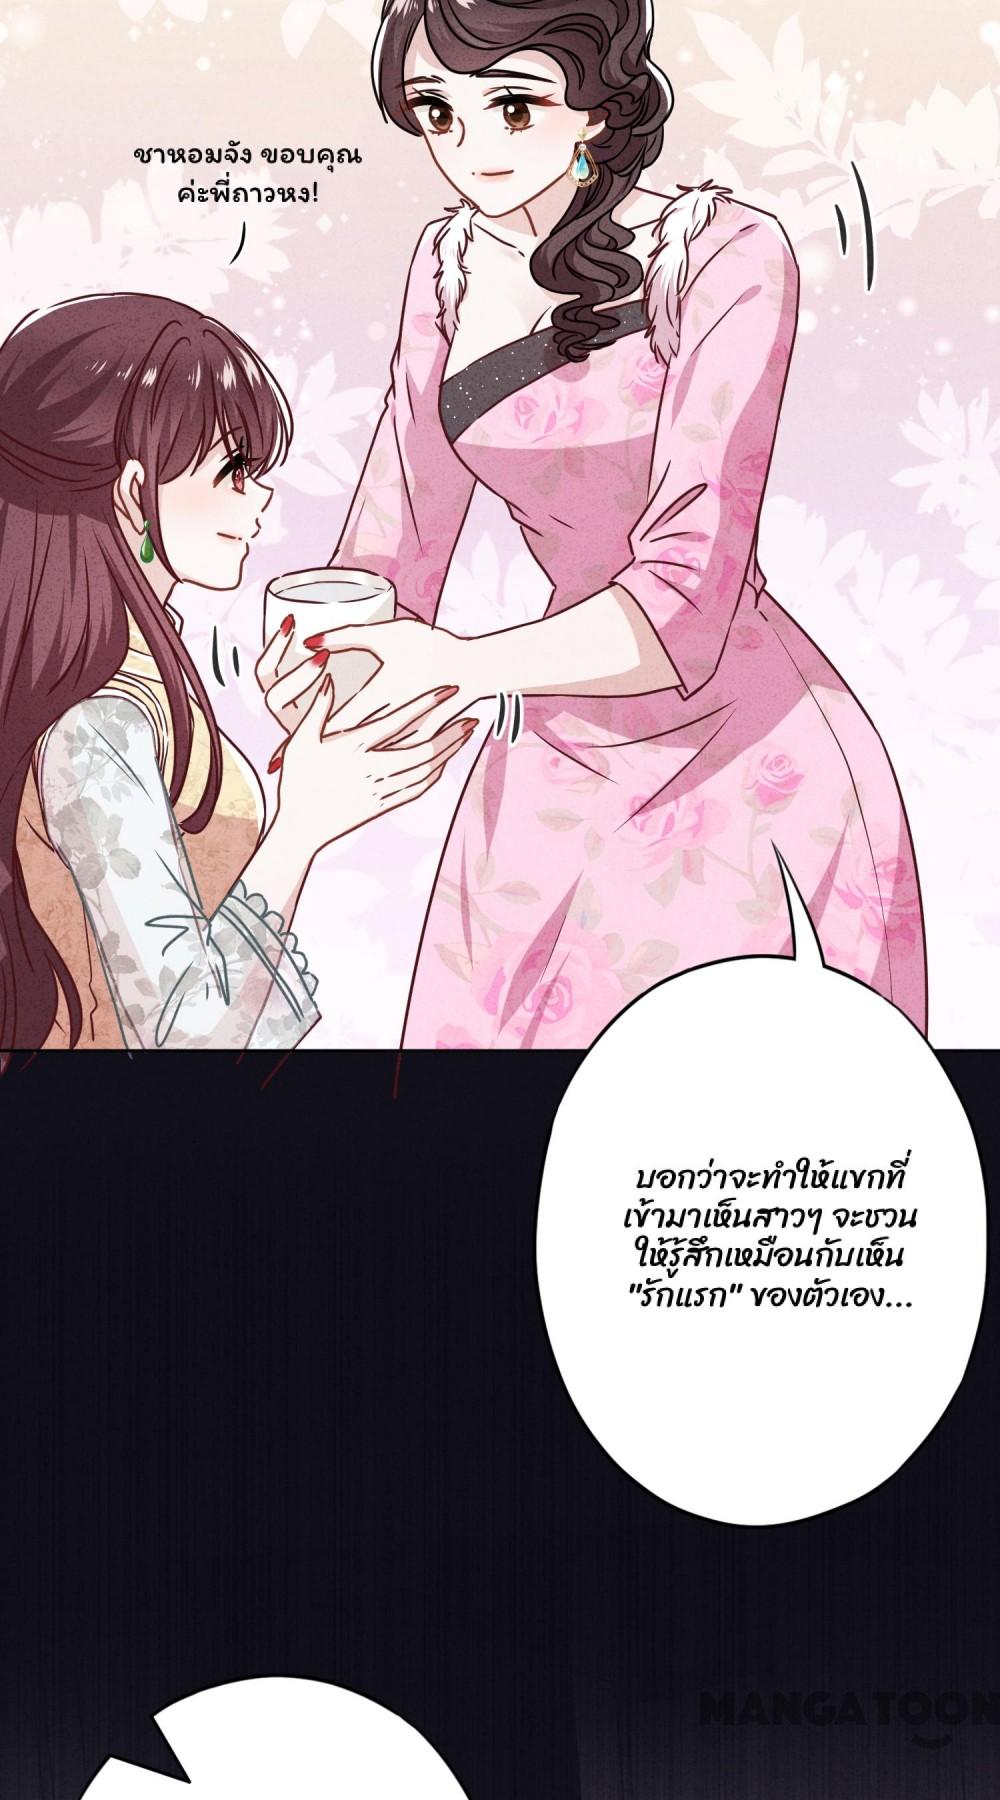 ชาหอมจัง ขอบคุณ
ค่ะพี่ถาวหง!
บอกว่าจะทำให้แขกที่
เข้ามาเห็นสาวๆ จะชวน
ให้รู้สึกเหมือนกับเห็น
"รักแรก" ของตัวเอง...
MANGATOON